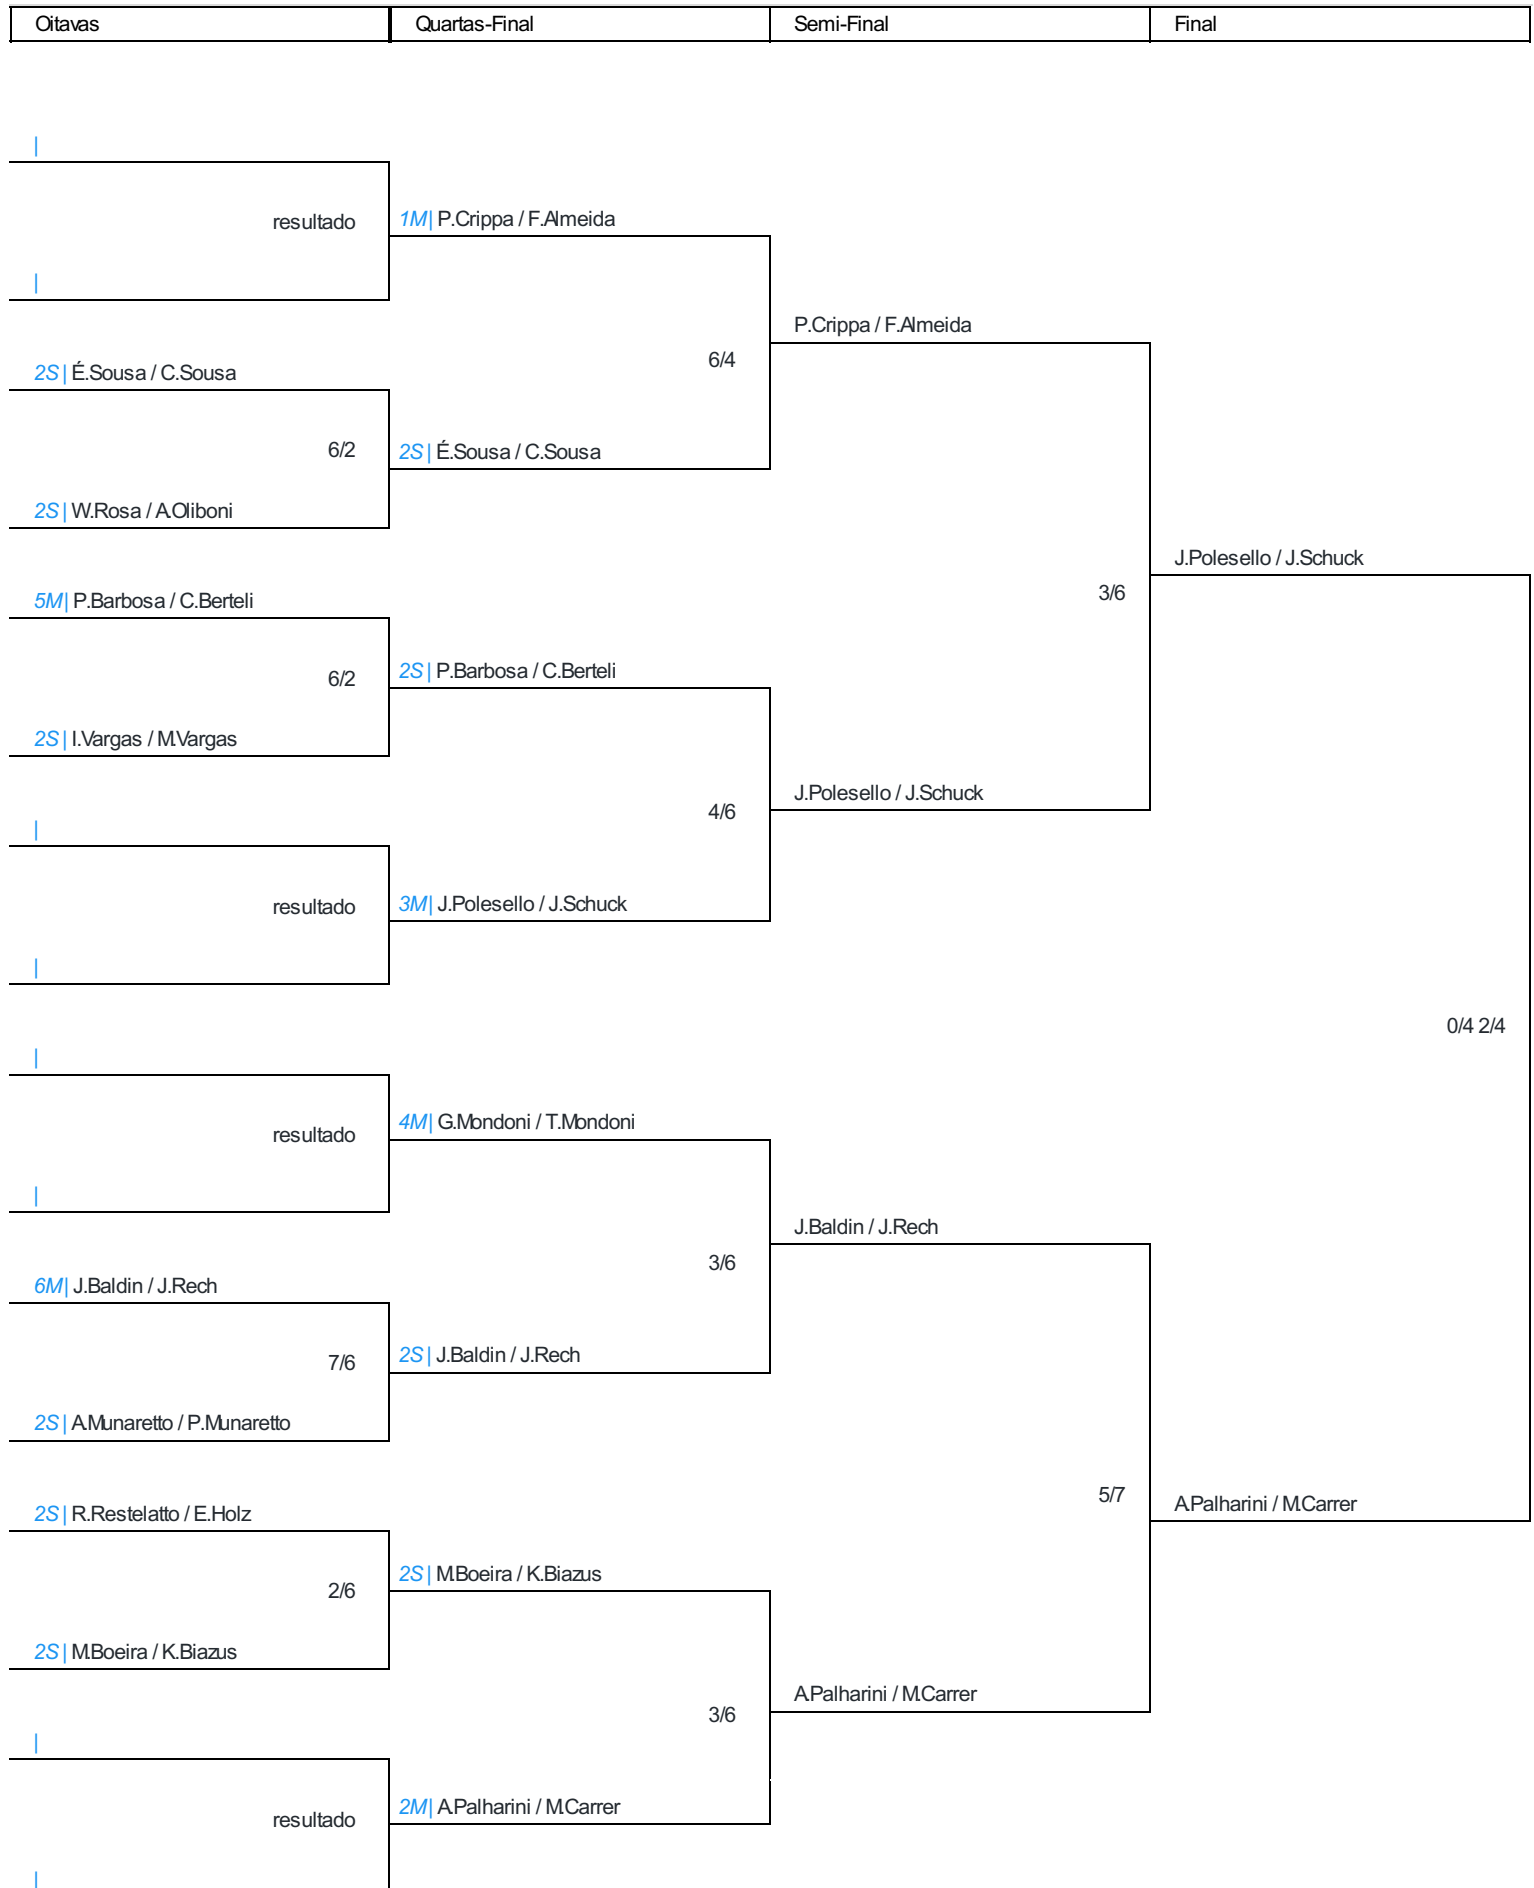 Oitavas Quartas-Final Semi-Final Final
|
resultado
1M| P.Crippa / F.Almeida
|
P.Crippa / F.Almeida
6/4
2S| É.Sousa / C.Sousa
6/2
2S| É.Sousa / C.Sousa
2S| W.Rosa / A.Oliboni
J.Polesello / J.Schuck
3/6
5M| P.Barbosa / C.Berteli
6/2
2S| P.Barbosa / C.Berteli
2S| I.Vargas / M.Vargas
J.Polesello / J.Schuck
4/6
|
resultado
3M| J.Polesello / J.Schuck
|
0/4 2/4
|
resultado
4M| G.Mondoni / T.Mondoni
|
J.Baldin / J.Rech
3/6
6M| J.Baldin / J.Rech
7/6
2S| J.Baldin / J.Rech
2S| A.Munaretto / P.Munaretto
5/7
A.Palharini / M.Carrer
2S| R.Restelatto / E.Holz
2/6
2S| M.Boeira / K.Biazus
2S| M.Boeira / K.Biazus
A.Palharini / M.Carrer
3/6
|
resultado
2M| A.Palharini / M.Carrer
|